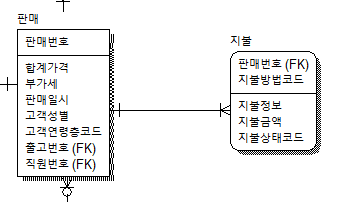 판매
판매번호
합계가격
부가세
판매일시
고객성별
고객연령층코드
출고번호 (FK)
직원번호 (FK)
지불
판매번호 (FK)
지불방법코드
지불정보
지불금액
지불상태코드